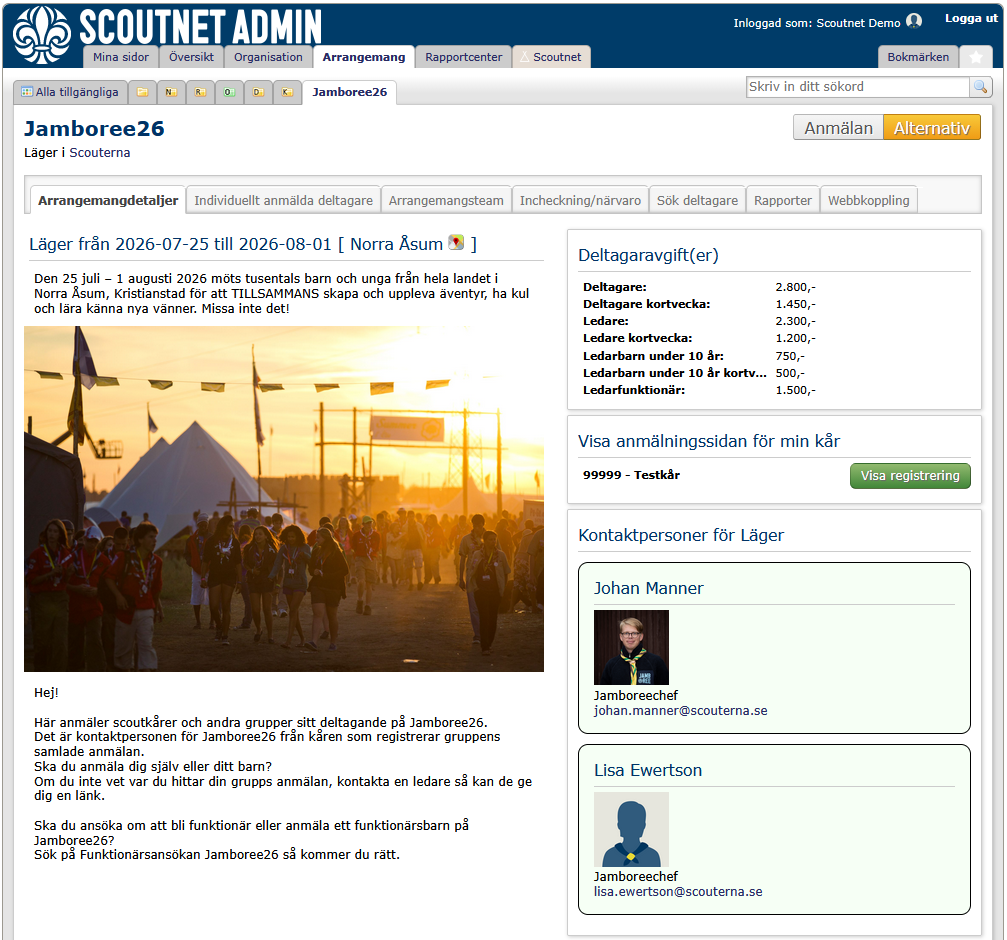 SCOUTNET ADMIN
Inloggad som: Scoutnet Demo
Logga ut
Mina sidor
Översikt
Organisation
Arrangemang
Rapportcenter
Scoutnet
Bokmärken
Alla tillgängliga
N
R
O
D
K
Jamboree26
Skriv in ditt sökord
Jamboree26
Läger i Scouterna
Anmälan
Alternativ
Arrangemangdetaljer
Individuellt anmälda deltagare
Arrangemangsteam
Incheckning/närvaro
Sök deltagare
Rapporter
Webbkoppling
Läger från 2026-07-25 till 2026-08-01 [ Norra Åsum ]
Den 25 juli – 1 augusti 2026 möts tusentals barn och unga från hela landet i
Norra Åsum, Kristianstad för att TILLSAMMANS skapa och uppleva äventyr, ha kul
och lära känna nya vänner. Missa inte det!
Hej!
Här anmäler scoutkårer och andra grupper sitt deltagande på Jamboree26.
Det är kontaktpersonen för Jamboree26 från kåren som registrerar gruppens
samlade anmälan.
Ska du anmäla dig själv eller ditt barn?
Om du inte vet var du hittar din grupps anmälan, kontakta en ledare så kan de ge
dig en länk.
Ska du ansöka om att bli funktionär eller anmäla ett funktionärsbarn på
Jamboree26?
Sök på Funktionärsansökan Jamboree26 så kommer du rätt.
Deltagaravgift(er)
Deltagare: 2.800,-
Deltagare kortvecka: 1.450,-
Ledare: 2.300,-
Ledare kortvecka: 1.200,-
Ledarbarn under 10 år: 750,-
Ledarbarn under 10 år kortv... 500,-
Ledarfunktionär: 1.500,-
Visa anmälningssidan för min kår
99999 - Testkår
Visa registrering
Kontaktpersoner för Läger
Johan Manner
JAMB
Jamboreechef
johan.manner@scouterna.se
Lisa Ewertson
Jamboreechef
lisa.ewertson@scouterna.se